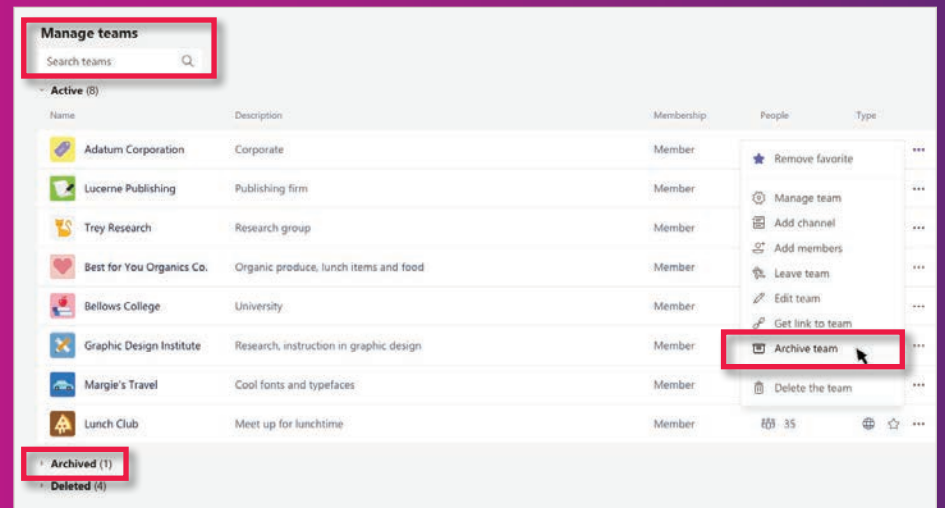 Manage teams
Search teams
Active (8)
Name Description Membership People Type
Adatum Corporation Corporate Member
Remove favorite
Lucerne Publishing Publishing firm Member
Manage team
Trey Research Research group Member
Add channel
Add members
Best for You Organics Co. Organic produce, lunch items and food Member
Leave team
Bellows College University Member
Edit team
Get link to team
Graphic Design Institute Research, instruction in graphic design Member
Archive team
Margie's Travel Cool fonts and typefaces Member
Delete the team
Lunch Club Meet up for lunchtime Member 35
Archived (1)
Deleted (4)